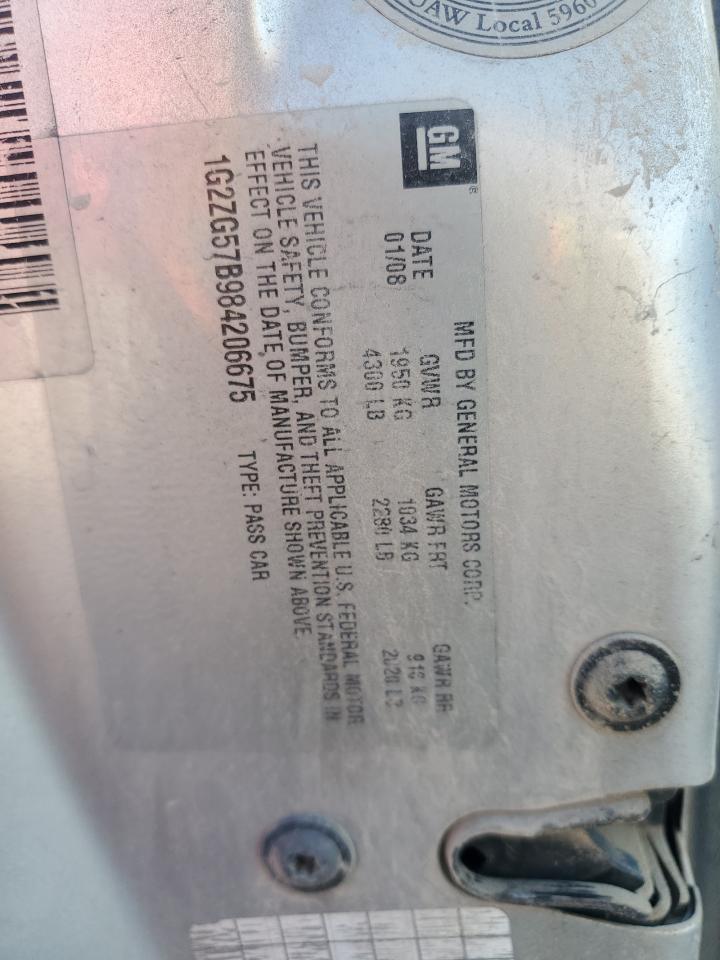 UAW Local 5960
GM
MFD BY GENERAL MOTORS CORP.
DATE GVWR GAWR FRT GAWR RR
01/08 1950 KG 1034 KG 916 KG
4300 LB 2280 LB 2020 LB
THIS VEHICLE CONFORMS TO ALL APPLICABLE U.S. FEDERAL MOTOR
VEHICLE SAFETY, BUMPER, AND THEFT PREVENTION STANDARDS IN
EFFECT ON THE DATE OF MANUFACTURE SHOWN ABOVE.
1G2ZG57B984206675 TYPE: PASS CAR